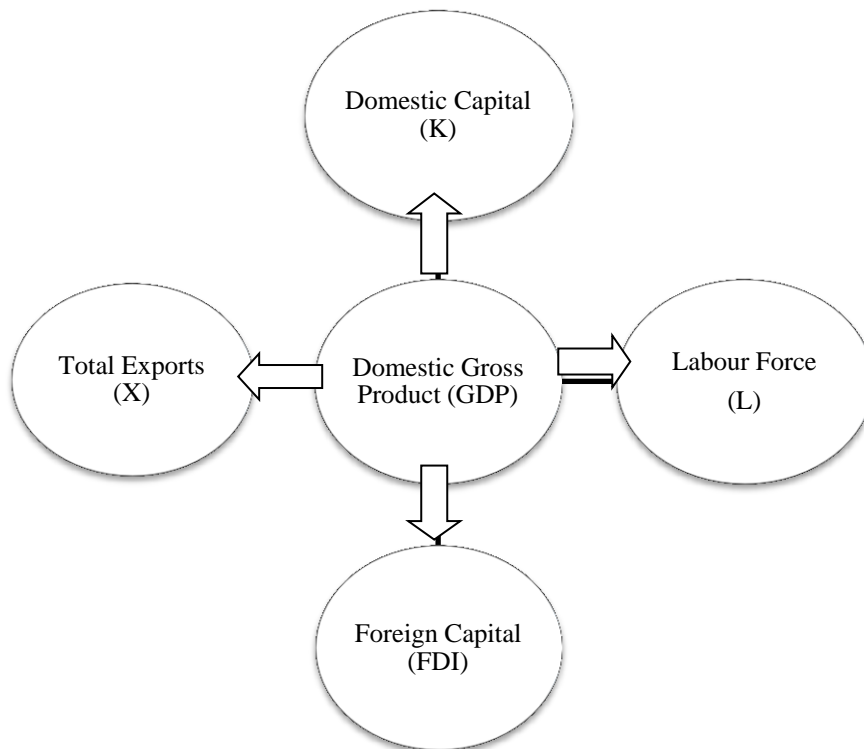 Domestic Capital
(K)
Total Exports
(X)
Domestic Gross
Product (GDP)
Labour Force
(L)
Foreign Capital
(FDI)